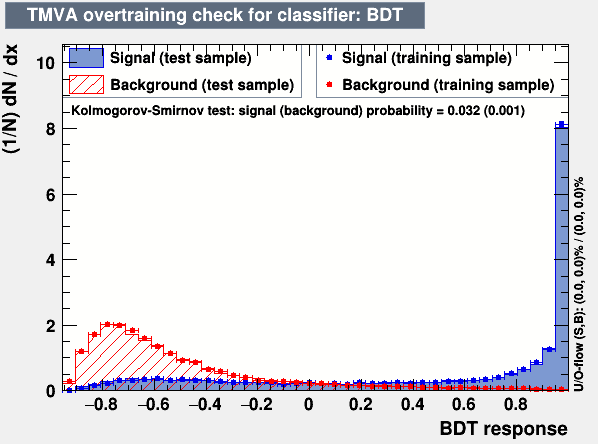 TMVA overtraining check for classifier: BDT
(1/N) dN / dx
10
8
6
4
2
0
Signal (test sample)
Background (test sample)
Signal (training sample)
Background (training sample)
Kolmogorov-Smirnov test: signal (background) probability = 0.032 (0.001)
U/O-flow (S,B): (0.0, 0.0)% / (0.0, 0.0)%
−0.8 −0.6 −0.4 −0.2 0 0.2 0.4 0.6 0.8
BDT response